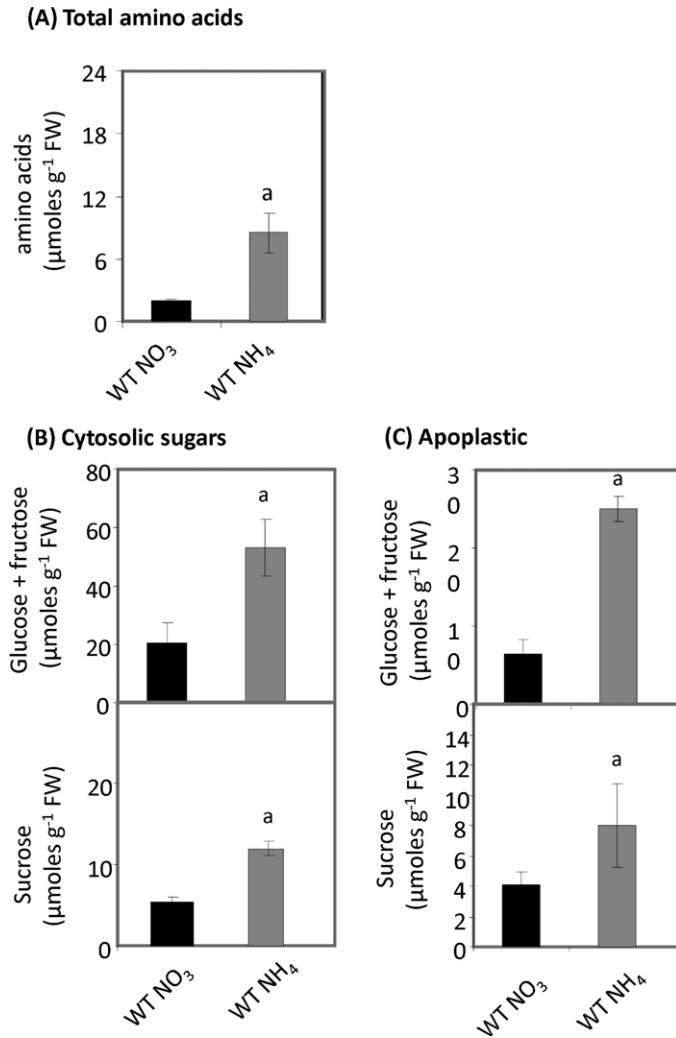 (A) Total amino acids
amino acids
(µmoles g⁻¹ FW)
24
18
12
6
0
a
WT NO₃
WT NH₄
(B) Cytosolic sugars
Glucose + fructose
(µmoles g⁻¹ FW)
80
60
40
20
0
a
Sucrose
(µmoles g⁻¹ FW)
20
10
0
a
WT NO₃
WT NH₄
(C) Apoplastic
Glucose + fructose
(µmoles g⁻¹ FW)
3
0
2
0
1
0
0
a
Sucrose
(µmoles g⁻¹ FW)
14
12
10
8
6
4
2
0
a
WT NO₃
WT NH₄